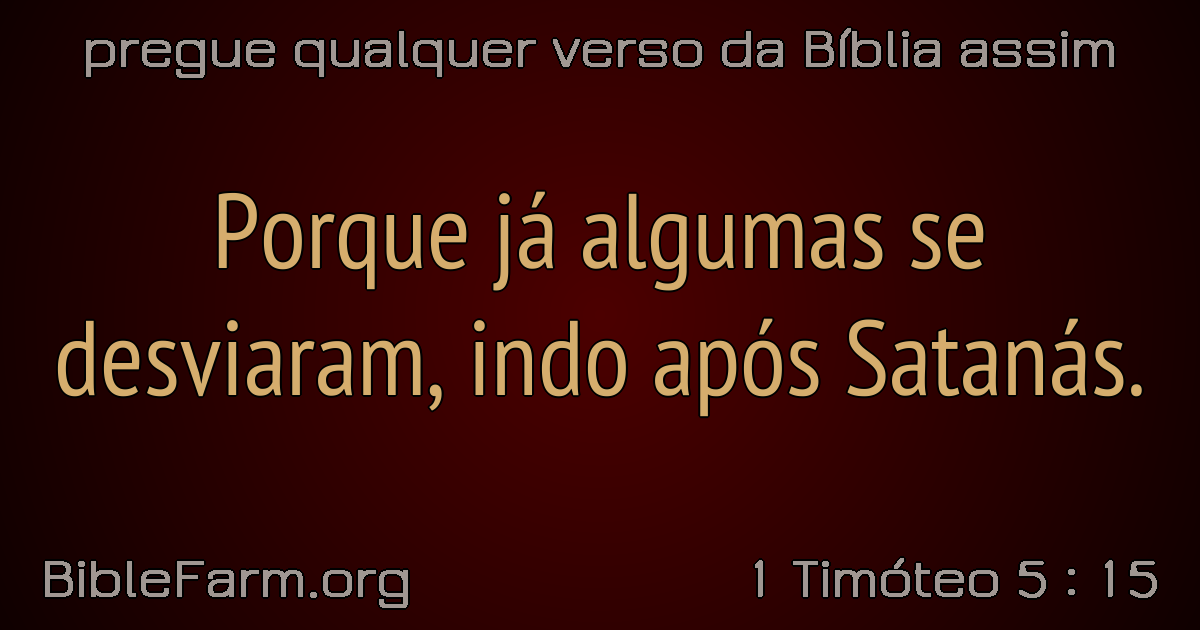 pregue qualquer verso da Bíblia assim
Porque já algumas se
desviaram, indo após Satanás.
BibleFarm.org
1 Timóteo 5 : 15